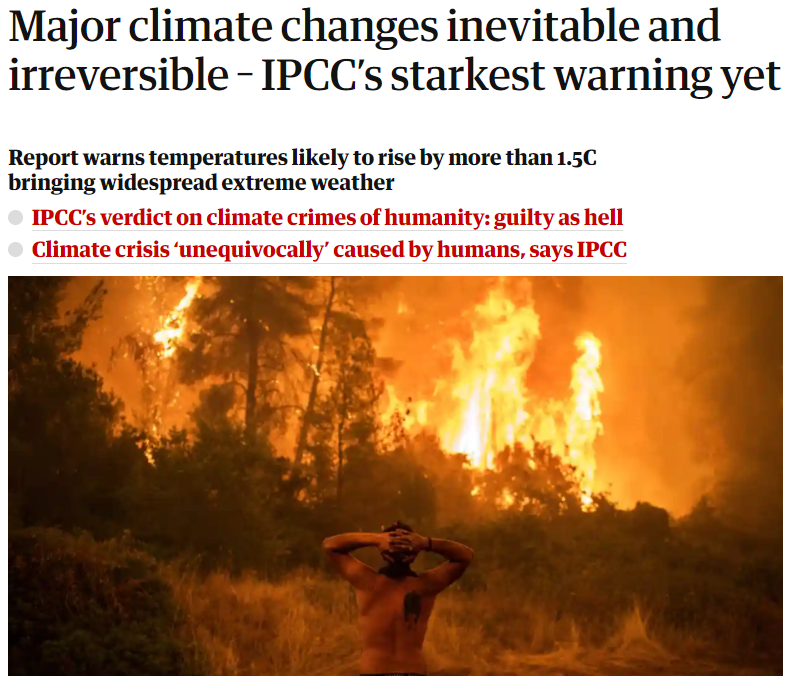 Major climate changes inevitable and
irreversible – IPCC's starkest warning yet
Report warns temperatures likely to rise by more than 1.5C
bringing widespread extreme weather
IPCC's verdict on climate crimes of humanity: guilty as hell
Climate crisis 'unequivocally' caused by humans, says IPCC